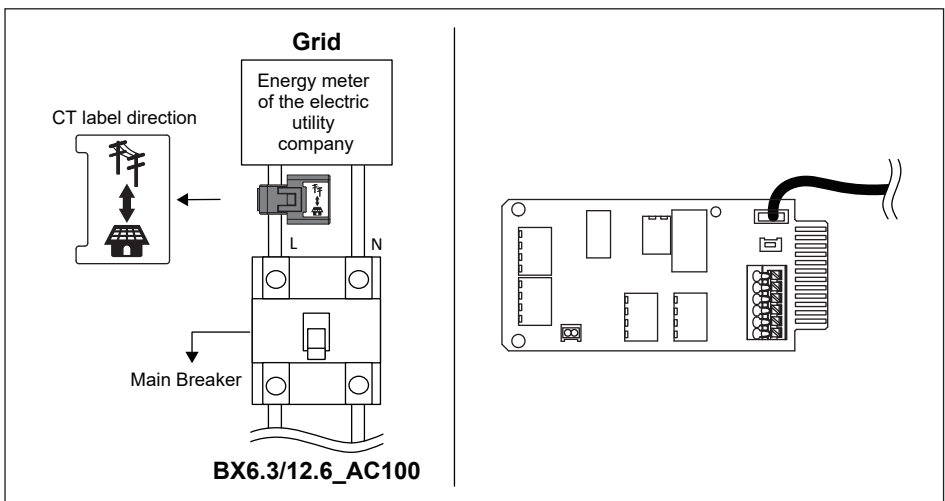 Grid
Energy meter
of the electric
utility
company
CT label direction
L
N
Main Breaker
BX6.3/12.6_AC100